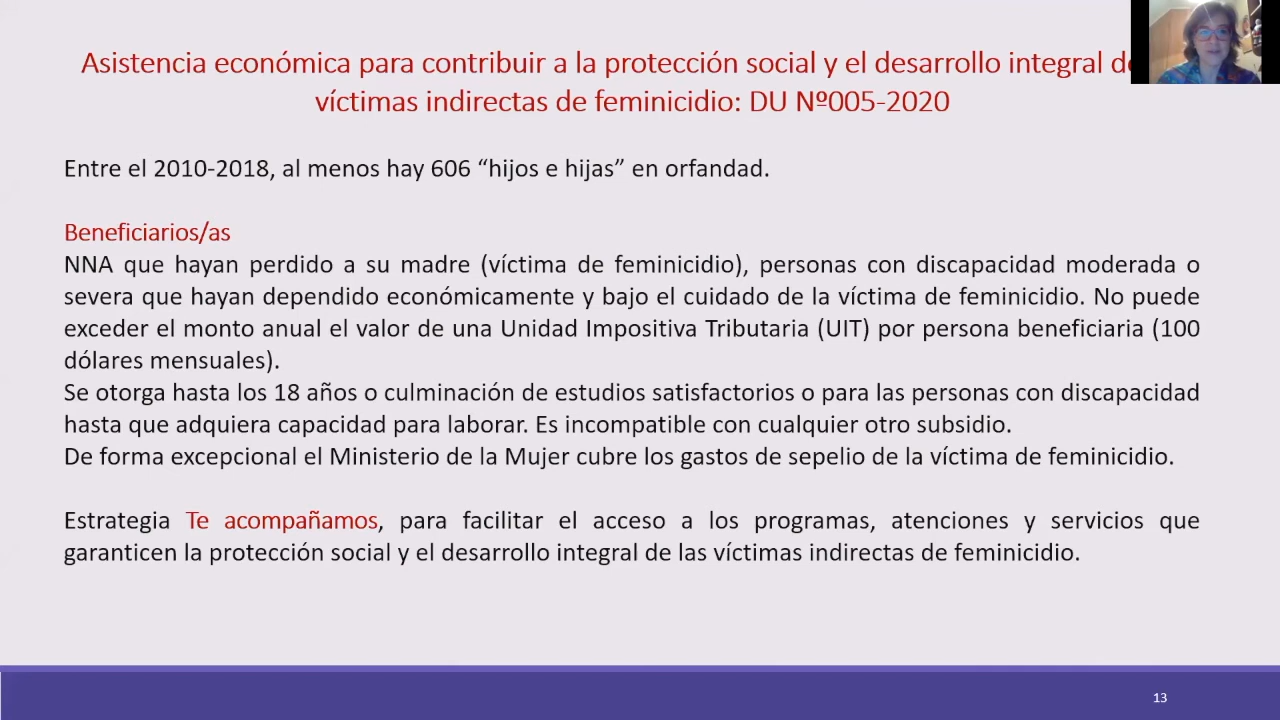 Asistencia económica para contribuir a la protección social y el desarrollo integral
víctimas indirectas de feminicidio: DU Nº005-2020
Entre el 2010-2018, al menos hay 606 “hijos e hijas” en orfandad.
Beneficiarios/as
NNA que hayan perdido a su madre (víctima de feminicidio), personas con discapacidad moderada o
severa que hayan dependido económicamente y bajo el cuidado de la víctima de feminicidio. No puede
exceder el monto anual el valor de una Unidad Impositiva Tributaria (UIT) por persona beneficiaria (100
dólares mensuales).
Se otorga hasta los 18 años o culminación de estudios satisfactorios o para las personas con discapacidad
hasta que adquiera capacidad para laborar. Es incompatible con cualquier otro subsidio.
De forma excepcional el Ministerio de la Mujer cubre los gastos de sepelio de la víctima de feminicidio.
Estrategia Te acompañamos, para facilitar el acceso a los programas, atenciones y servicios que
garanticen la protección social y el desarrollo integral de las víctimas indirectas de feminicidio.
13